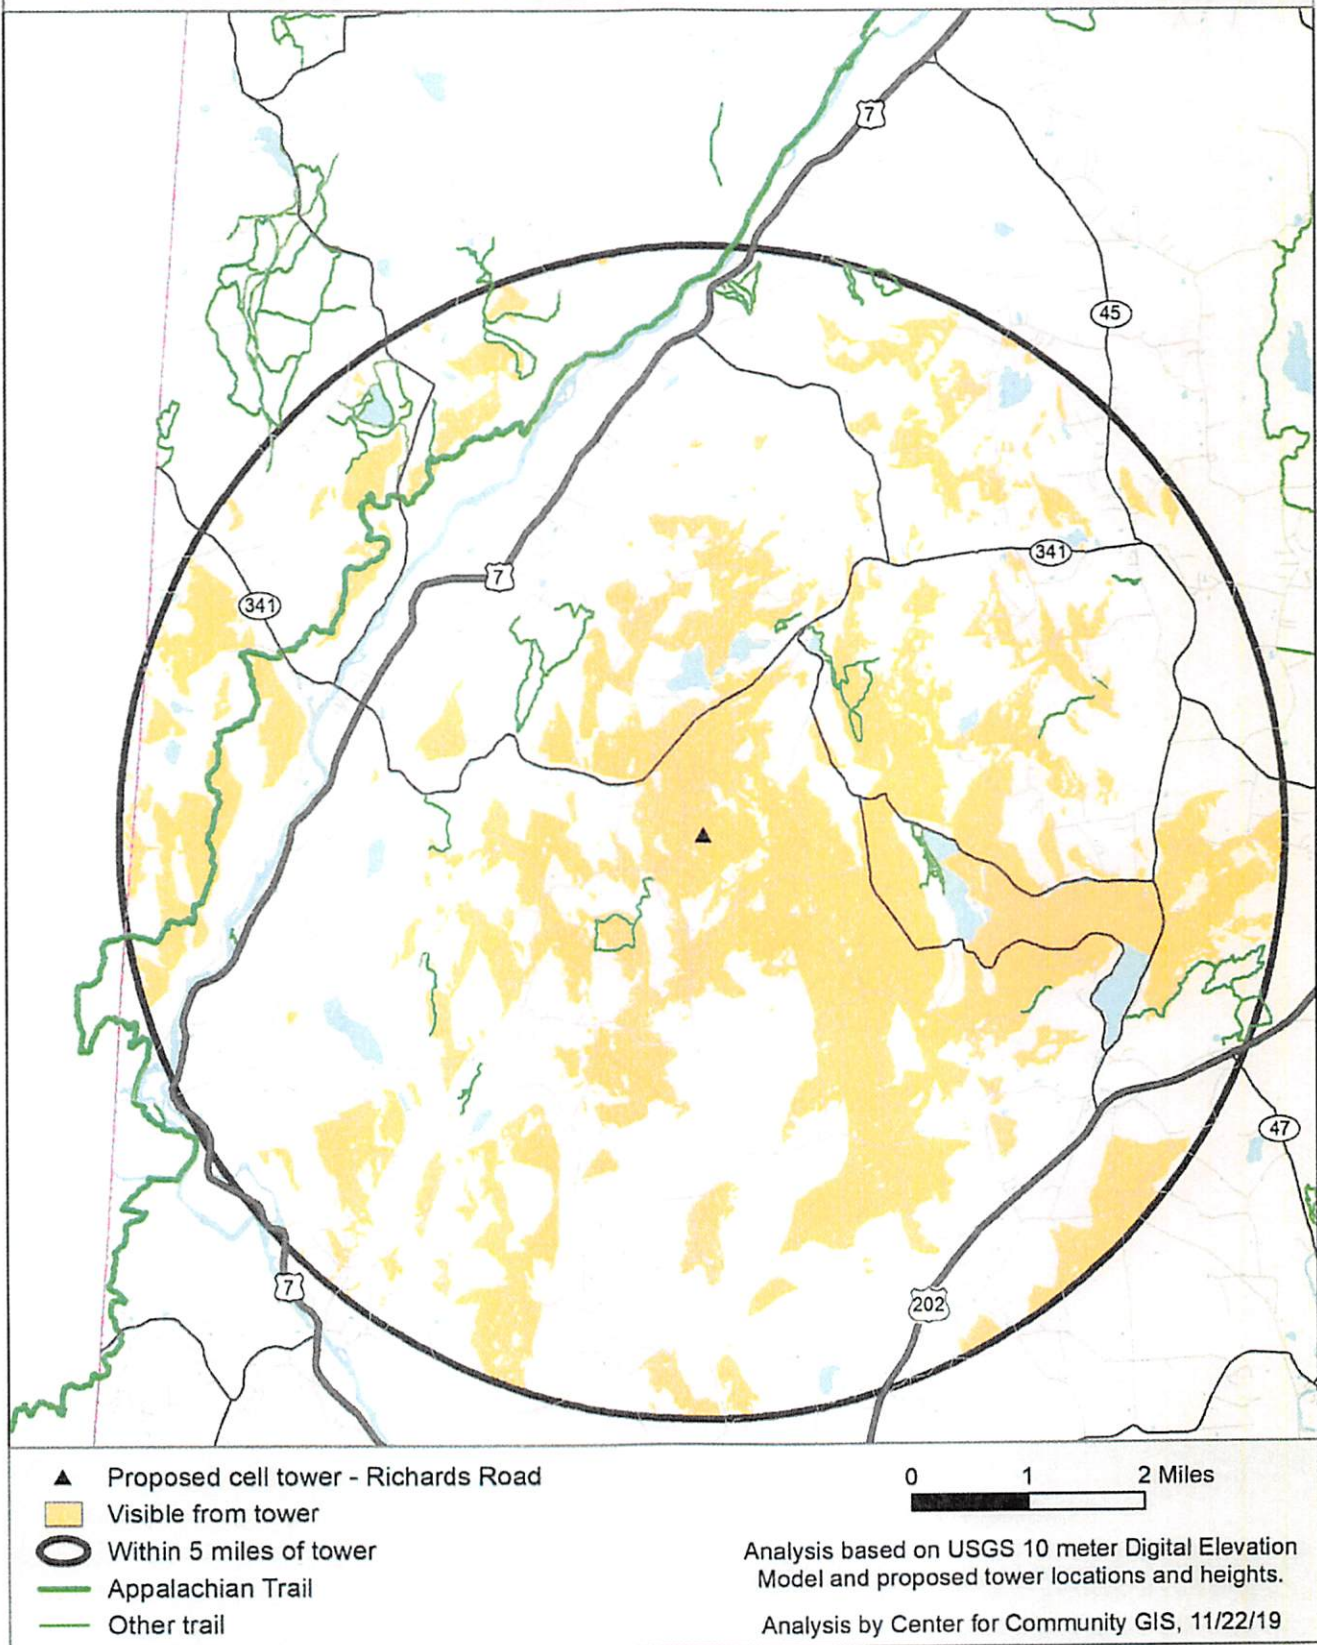 7
45
341
7
341
47
7
202
Proposed cell tower - Richards Road
Visible from tower
Within 5 miles of tower
Appalachian Trail
Other trail
0 1 2 Miles
Analysis based on USGS 10 meter Digital Elevation
Model and proposed tower locations and heights.
Analysis by Center for Community GIS, 11/22/19